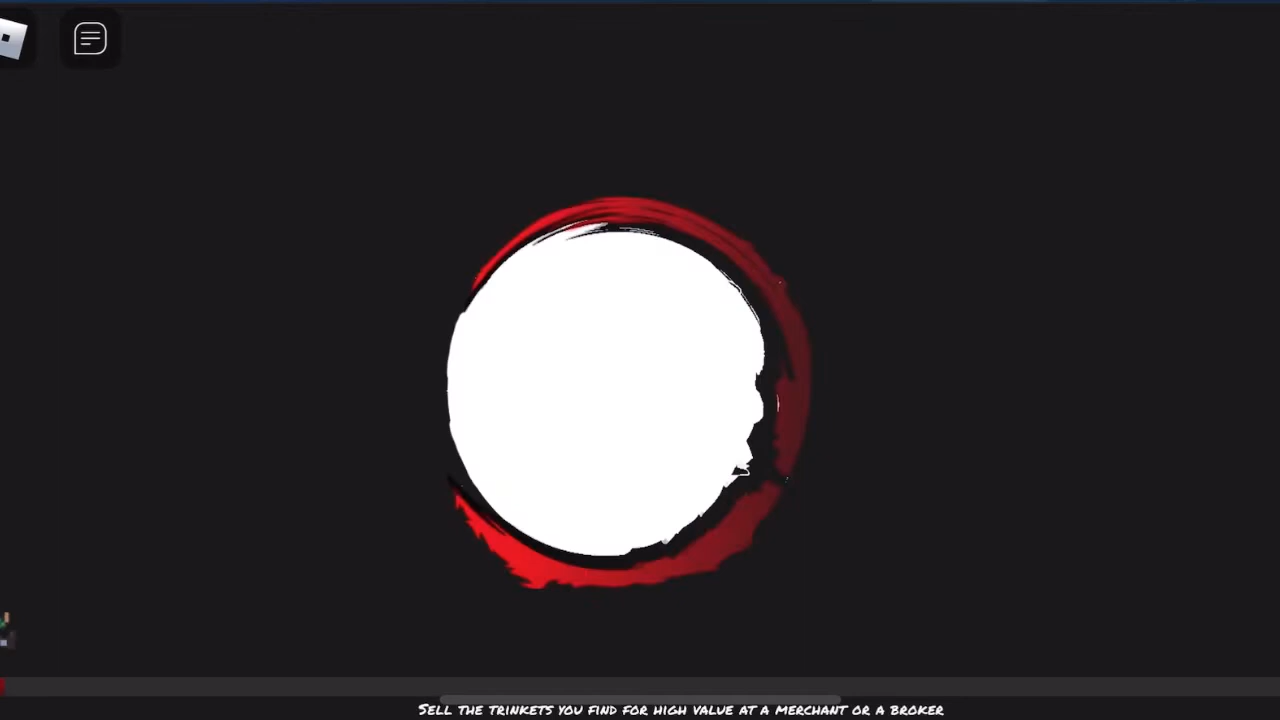 Sell the trinkets you find for high value at a merchant or a broker